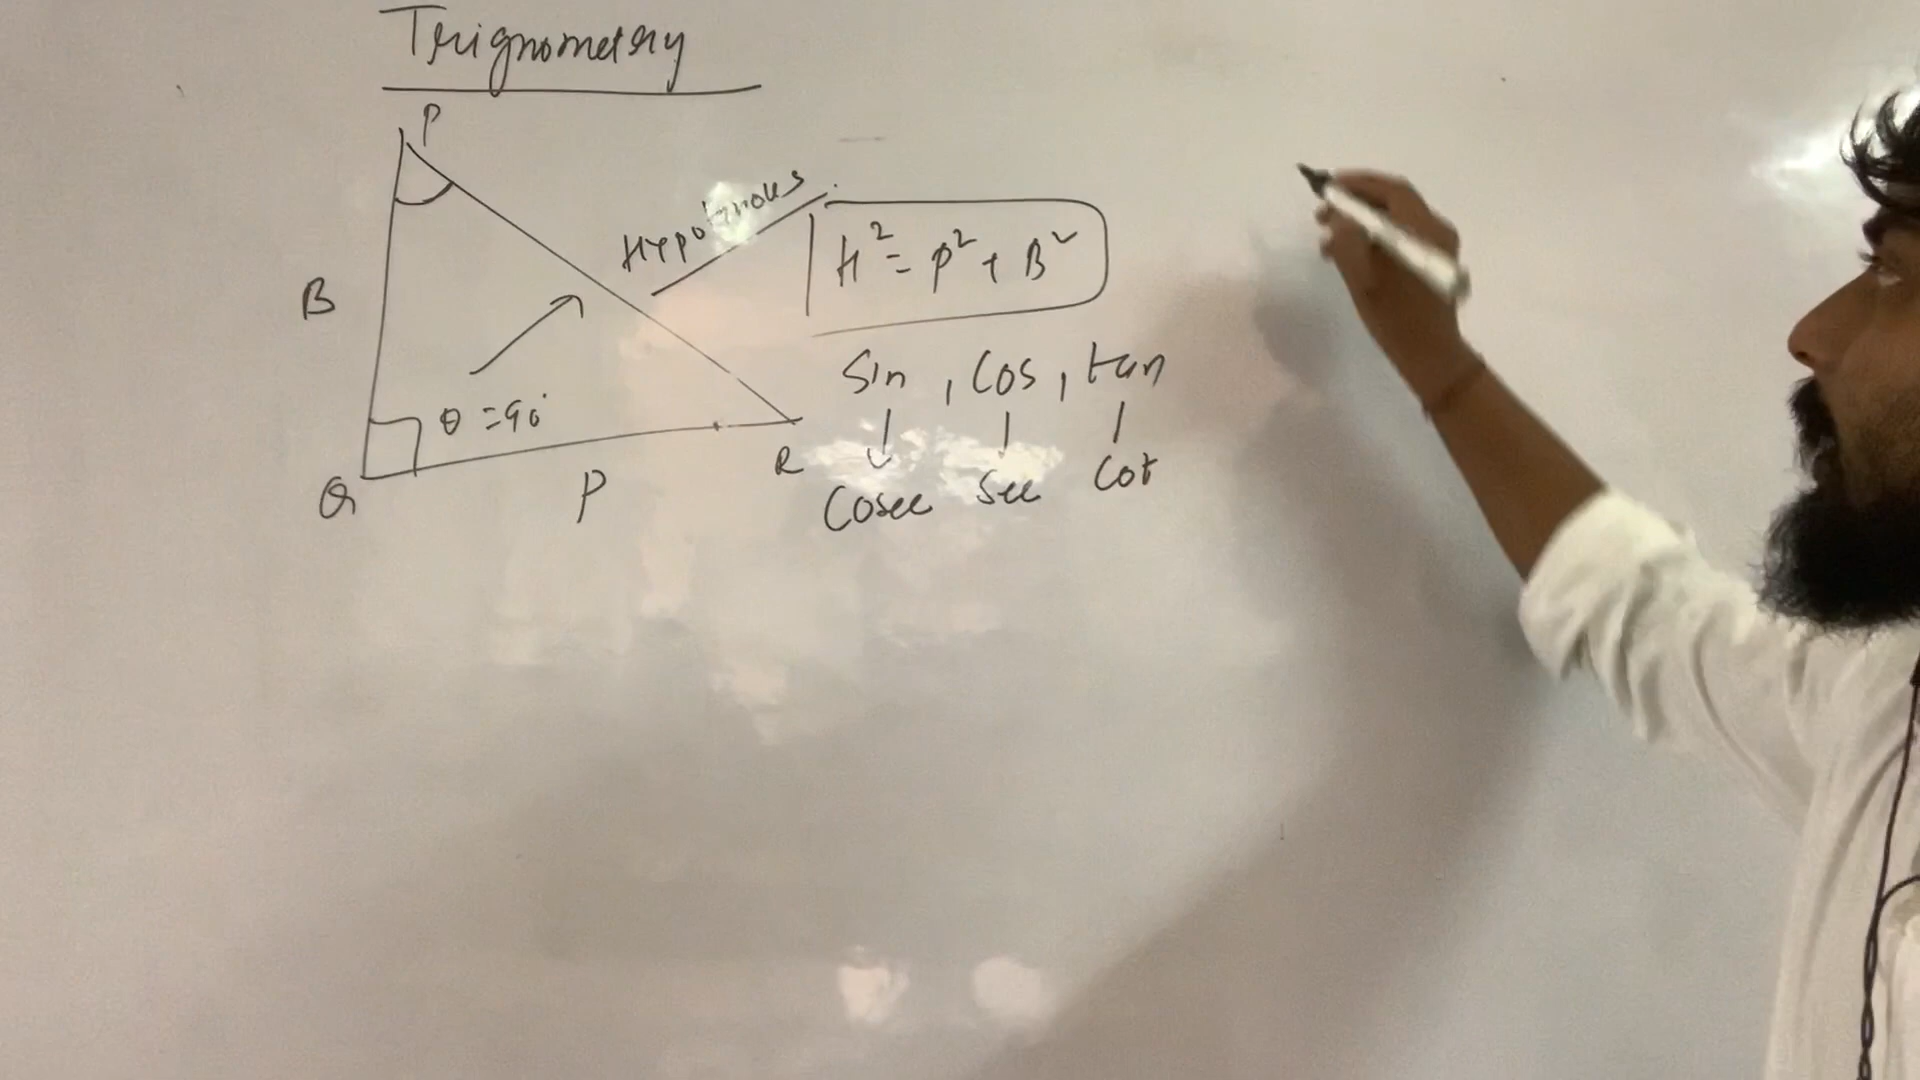 Trignometry
P
Hypotenous
B
H² = P² + B²
Sin , Cos , tan
θ = 90°
Q
P
R
Cosec Sec Cot